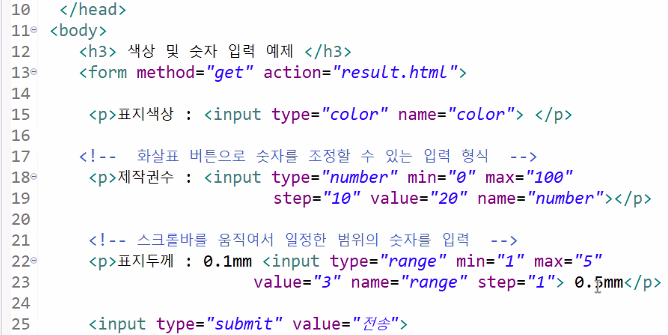 10 </head>
11 <body>
12 <h3> 색상 및 숫자 입력 예제 </h3>
13 <form method="get" action="result.html">
14
15 <p>표지색상 : <input type="color" name="color"> </p>
16
17 <!-- 화살표 버튼으로 숫자를 조정할 수 있는 입력 형식 -->
18 <p>제작권수 : <input type="number" min="0" max="100"
19 step="10" value="20" name="number"></p>
20
21 <!-- 스크롤바를 움직여서 일정한 범위의 숫자를 입력 -->
22 <p>표지두께 : 0.1mm <input type="range" min="1" max="5"
23 value="3" name="range" step="1"> 0.5mm</p>
24
25 <input type="submit" value="전송">